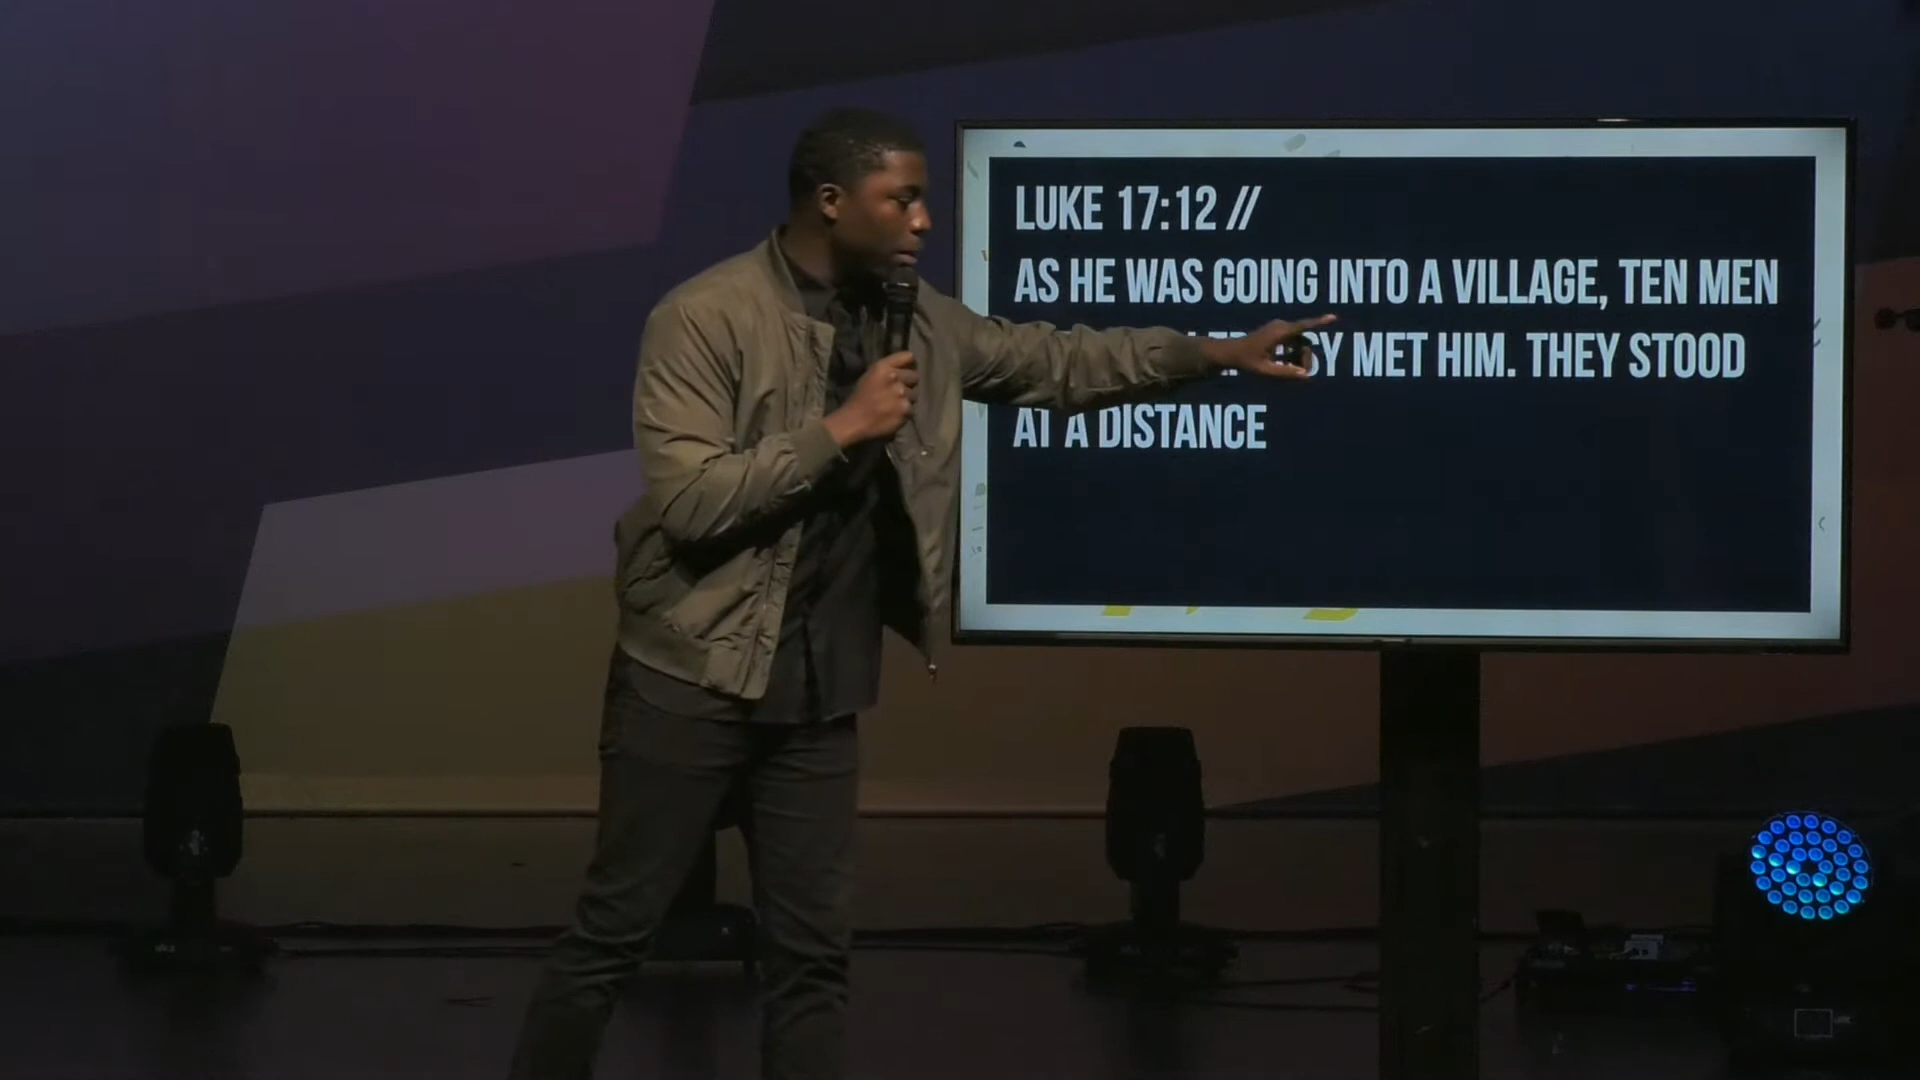 LUKE 17:12 //
AS HE WAS GOING INTO A VILLAGE, TEN MEN
MET HIM. THEY STOOD
AT A DISTANCE